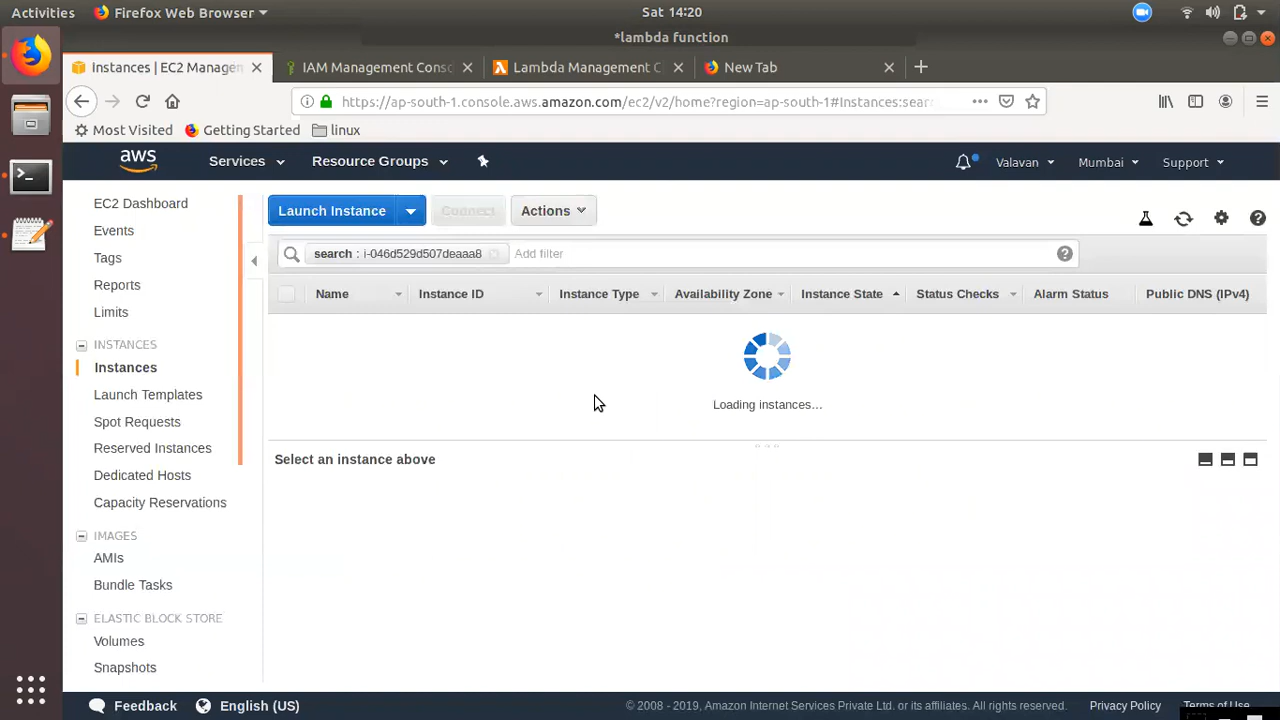 Activities Firefox Web Browser Sat 14:20
*lambda function
Instances | EC2 Managem IAM Management Conso Lambda Management C New Tab
https://ap-south-1.console.aws.amazon.com/ec2/v2/home?region=ap-south-1#Instances:sear
Most Visited Getting Started linux
aws Services Resource Groups Valavan Mumbai Support
EC2 Dashboard
Events
Tags
Reports
Limits
INSTANCES
Instances
Launch Templates
Spot Requests
Reserved Instances
Dedicated Hosts
Capacity Reservations
IMAGES
AMIs
Bundle Tasks
ELASTIC BLOCK STORE
Volumes
Snapshots
Launch Instance Connect Actions
search : i-046d529d507deaaa8 Add filter
Name Instance ID Instance Type Availability Zone Instance State Status Checks Alarm Status Public DNS (IPv4)
Loading instances...
Select an instance above
Feedback English (US) © 2008 - 2019, Amazon Internet Services Private Ltd. or its affiliates. All rights reserved. Privacy Policy Terms of Use